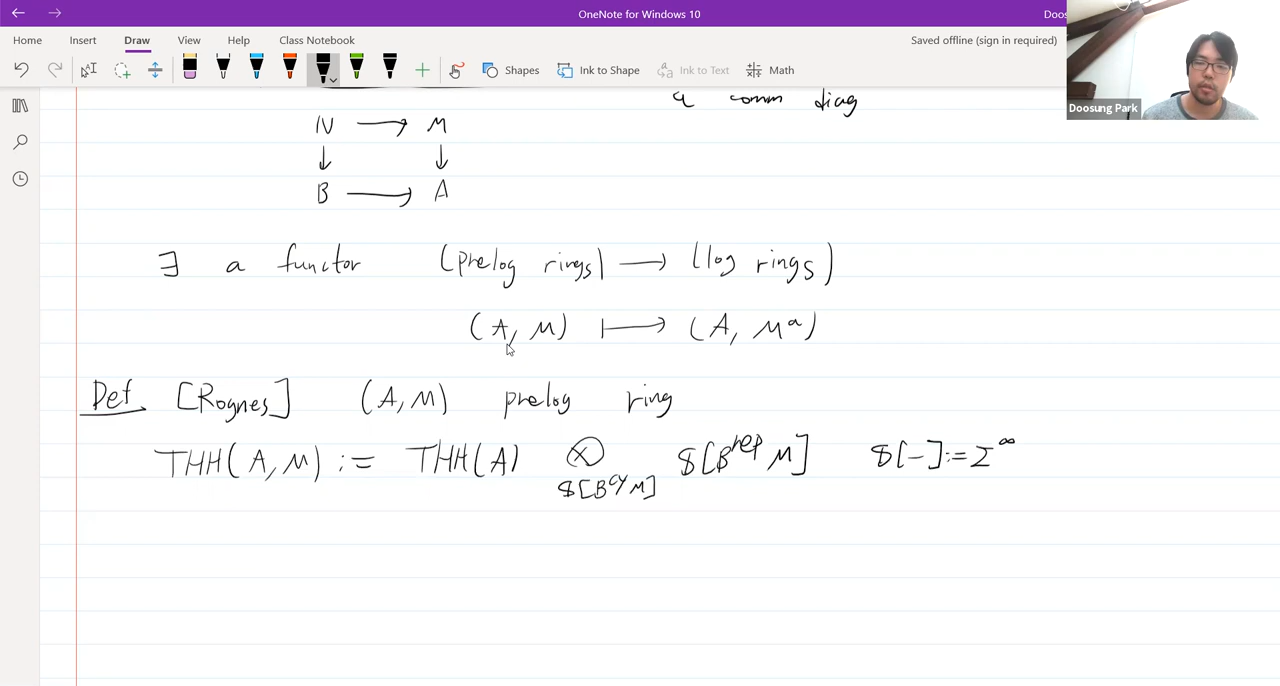 OneNote for Windows 10
Doos
Home Insert Draw View Help Class Notebook
Saved offline (sign in required)
Shapes Ink to Shape Ink to Text Math
Doosung Park
a comm diag
N → M
↓ ↓
B → A
∃ a functor (prelog rings) → (log rings)
(A, M) ↦ (A, Mᵃ)
Def. [Rognes] (A, M) prelog ring
THH(A, M) := THH(A) ⊗_{𝕊[B^{cy} M]} 𝕊[B^{rep} M] 𝕊[-] := Σ^∞